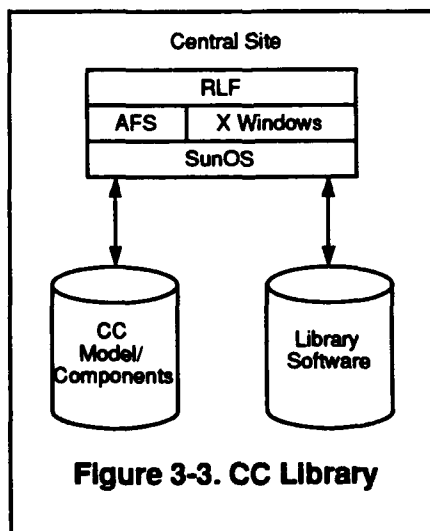 Central Site
RLF
AFS X Windows
SunOS
CC
Model/
Components
Library
Software
Figure 3-3. CC Library